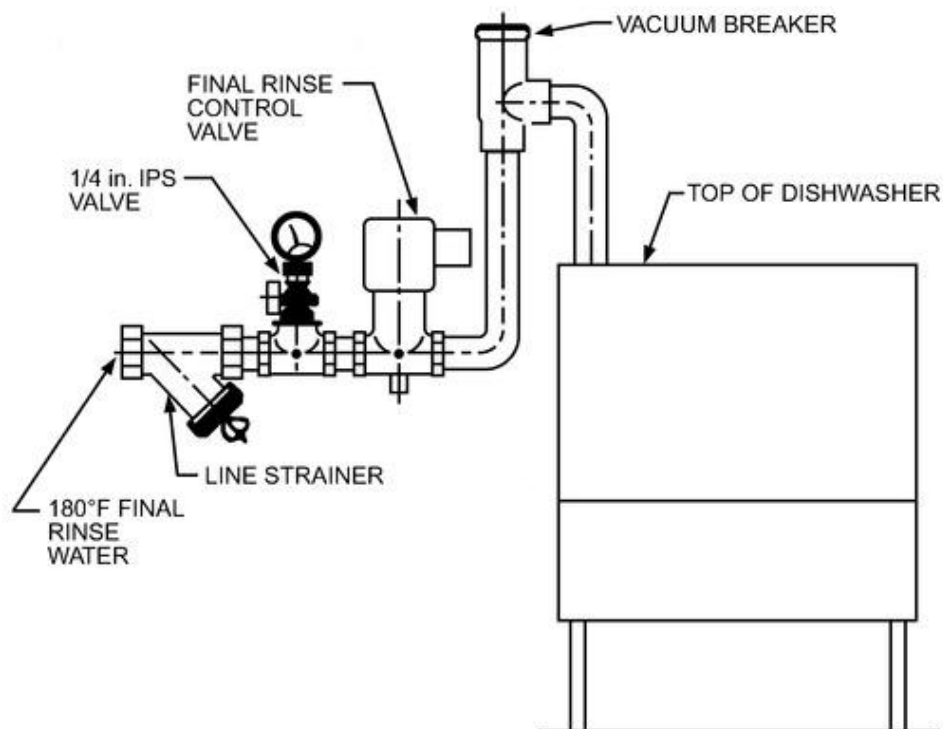 VACUUM BREAKER
FINAL RINSE
CONTROL
VALVE
1/4 in. IPS
VALVE
TOP OF DISHWASHER
LINE STRAINER
180°F FINAL
RINSE
WATER